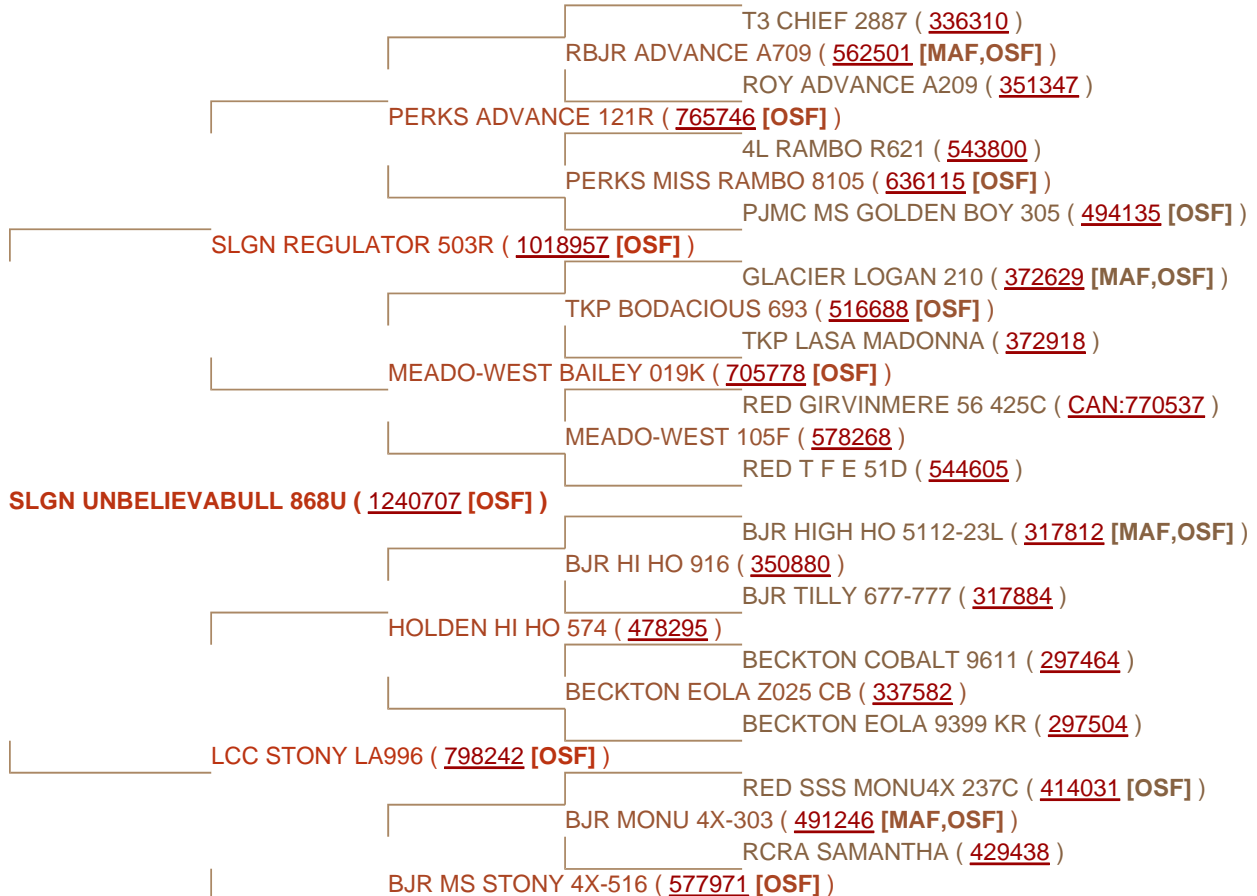 T3 CHIEF 2887 ( 336310 )
RBJR ADVANCE A709 ( 562501 [MAF,OSF] )
ROY ADVANCE A209 ( 351347 )
PERKS ADVANCE 121R ( 765746 [OSF] )
4L RAMBO R621 ( 543800 )
PERKS MISS RAMBO 8105 ( 636115 [OSF] )
PJMC MS GOLDEN BOY 305 ( 494135 [OSF] )
SLGN REGULATOR 503R ( 1018957 [OSF] )
GLACIER LOGAN 210 ( 372629 [MAF,OSF] )
TKP BODACIOUS 693 ( 516688 [OSF] )
TKP LASA MADONNA ( 372918 )
MEADO-WEST BAILEY 019K ( 705778 [OSF] )
RED GIRVINMERE 56 425C ( CAN:770537 )
MEADO-WEST 105F ( 578268 )
RED T F E 51D ( 544605 )
SLGN UNBELIEVABULL 868U ( 1240707 [OSF] )
BJR HIGH HO 5112-23L ( 317812 [MAF,OSF] )
BJR HI HO 916 ( 350880 )
BJR TILLY 677-777 ( 317884 )
HOLDEN HI HO 574 ( 478295 )
BECKTON COBALT 9611 ( 297464 )
BECKTON EOLA Z025 CB ( 337582 )
BECKTON EOLA 9399 KR ( 297504 )
LCC STONY LA996 ( 798242 [OSF] )
RED SSS MONU4X 237C ( 414031 [OSF] )
BJR MONU 4X-303 ( 491246 [MAF,OSF] )
RCRA SAMANTHA ( 429438 )
BJR MS STONY 4X-516 ( 577971 [OSF] )